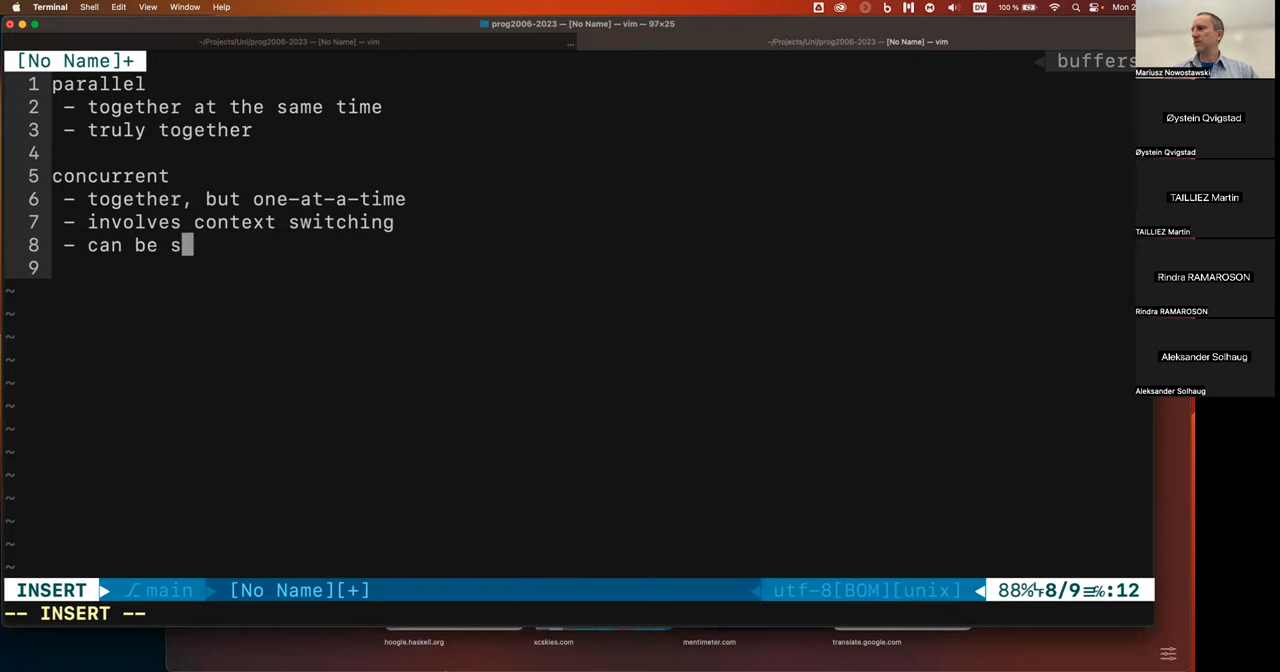 Terminal Shell Edit View Window Help
100 % Mon 2
prog2006-2023 — [No Name] — vim — 97×25
~/Projects/Uni/prog2006-2023 — [No Name] — vim ... ~/Projects/Uni/prog2006-2023 — [No Name] — vim
[No Name]+ buffers
1 parallel
2 - together at the same time
3 - truly together
4
5 concurrent
6 - together, but one-at-a-time
7 - involves context switching
8 - can be s
9
~
~
~
~
~
~
~
~
~
~
~
~
~
INSERT main [No Name][+] utf-8[BOM][unix] 88% 8/9 :12
-- INSERT --
hoogle.haskell.org xcskies.com mentimeter.com translate.google.com
Mariusz Nowostawski
Øystein Qvigstad
Øystein Qvigstad
TAILLIEZ Martin
TAILLIEZ Martin
Rindra RAMAROSON
Rindra RAMAROSON
Aleksander Solhaug
Aleksander Solhaug